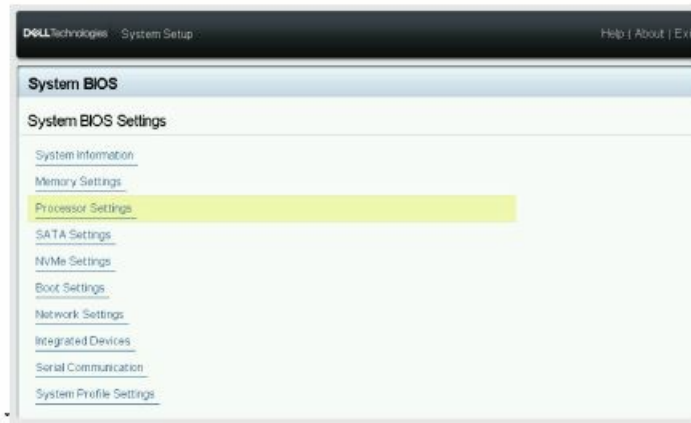 DELLTechnologies System Setup Help | About | Exi
System BIOS
System BIOS Settings
System Information
Memory Settings
Processor Settings
SATA Settings
NVMe Settings
Boot Settings
Network Settings
Integrated Devices
Serial Communication
System Profile Settings